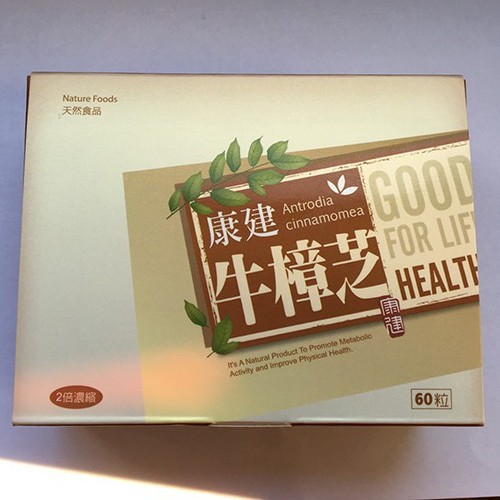 Nature Foods
天然食品
康建
Antrodia
cinnamomea
牛樟芝
GOOD
FOR LIF
HEALTH
康建
It's A Natural Product To Promote Metabolic
Activity and Improve Physical Health.
2倍濃縮
60粒